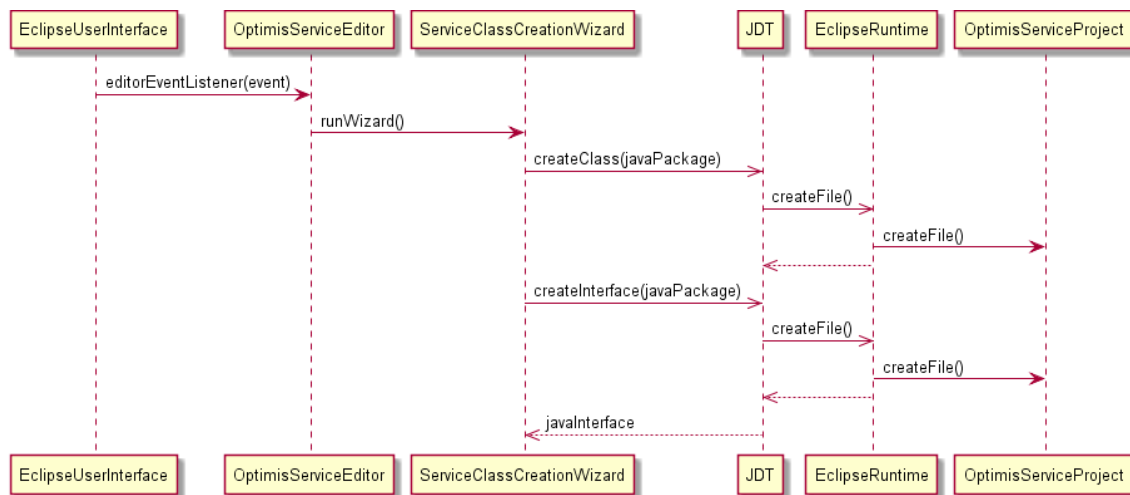 EclipseUserInterface OptimisServiceEditor ServiceClassCreationWizard JDT EclipseRuntime OptimisServiceProject
editorEventListener(event)
runWizard()
createClass(javaPackage)
createFile()
createFile()
createInterface(javaPackage)
createFile()
createFile()
javaInterface
EclipseUserInterface OptimisServiceEditor ServiceClassCreationWizard JDT EclipseRuntime OptimisServiceProject